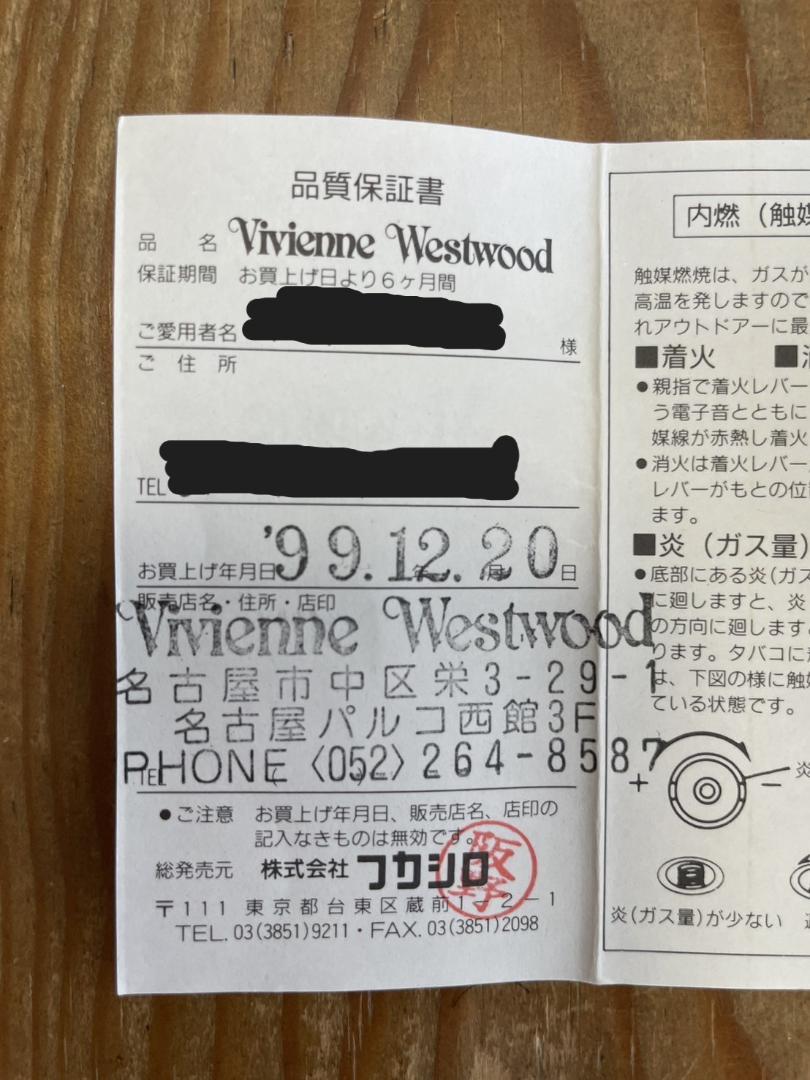 品質保証書
品 名 Vivienne Westwood
保証期間 お買上げ日より6ヶ月間
ご愛用者名 様
ご住所
TEL
お買上げ年月日 '99.12.20 日
販売店名・住所・店印
Vivienne Westwood
名古屋市中区栄3-29-1
名古屋パルコ西館3F
TEL PHONE〈052〉264-8587
●ご注意 お買上げ年月日、販売店名、店印の
記入なきものは無効です。
総発売元 株式会社フカシロ
阪野
〒111 東京都台東区蔵前1-2-1
TEL. 03(3851)9211・FAX. 03(3851)2098
内燃(触媒
触媒燃焼は、ガスが
高温を発しますので
れアウトドアーに最
■着火 ■
●親指で着火レバー
う電子音とともに
媒線が赤熱し着火
●消火は着火レバー
レバーがもとの位
ます。
■炎(ガス量)
●底部にある炎(ガス
に廻しますと、炎
の方向に廻します
ります。タバコに
は、下図の様に触
ている状態です。
炎
+ −
炎(ガス量)が少ない